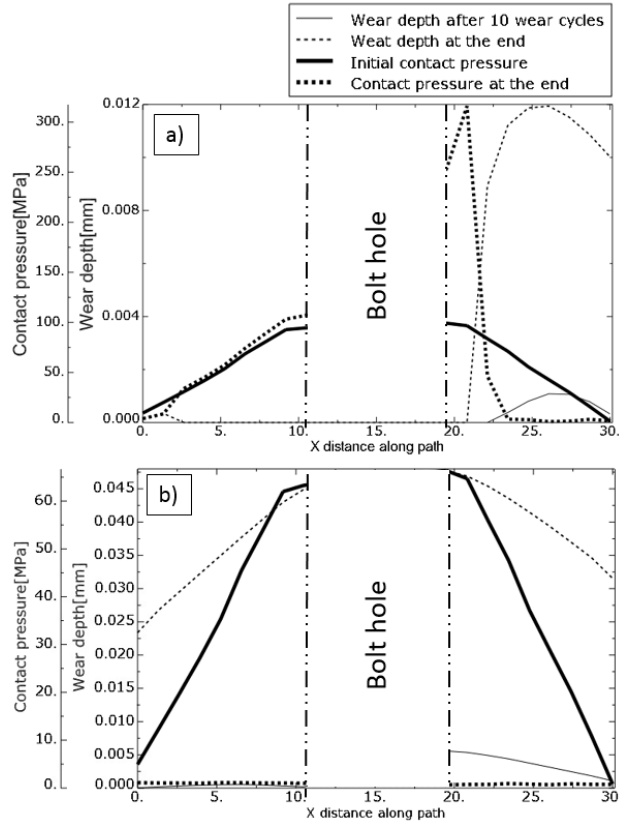 Wear depth after 10 wear cycles
Weat depth at the end
Initial contact pressure
Contact pressure at the end
a)
Contact pressure[MPa]
300.
250.
200.
150.
100.
50.
0.
Wear depth[mm]
0.012
0.008
0.004
0.000
Bolt hole
0. 5. 10. 15. 20. 25. 30.
X distance along path
b)
Contact pressure[MPa]
60.
50.
40.
30.
20.
10.
0.
Wear depth[mm]
0.045
0.040
0.035
0.030
0.025
0.020
0.015
0.010
0.005
0.000
Bolt hole
0. 5. 10. 15. 20. 25. 30.
X distance along path